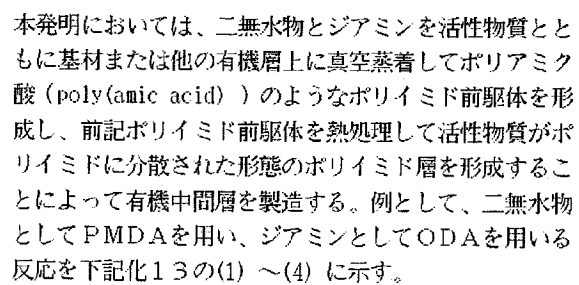 本発明においては、二無水物とジアミンを活性物質とと
もに基材または他の有機層上に真空蒸着してポリアミク
酸（poly(amic acid) ）のようなポリイミド前駆体を形
成し、前記ポリイミド前駆体を熱処理して活性物質がポ
リイミドに分散された形態のポリイミド層を形成するこ
とによって有機中間層を製造する。例として、二無水物
としてＰＭＤＡを用い、ジアミンとしてＯＤＡを用いる
反応を下記化１３の(1) ～(4) に示す。